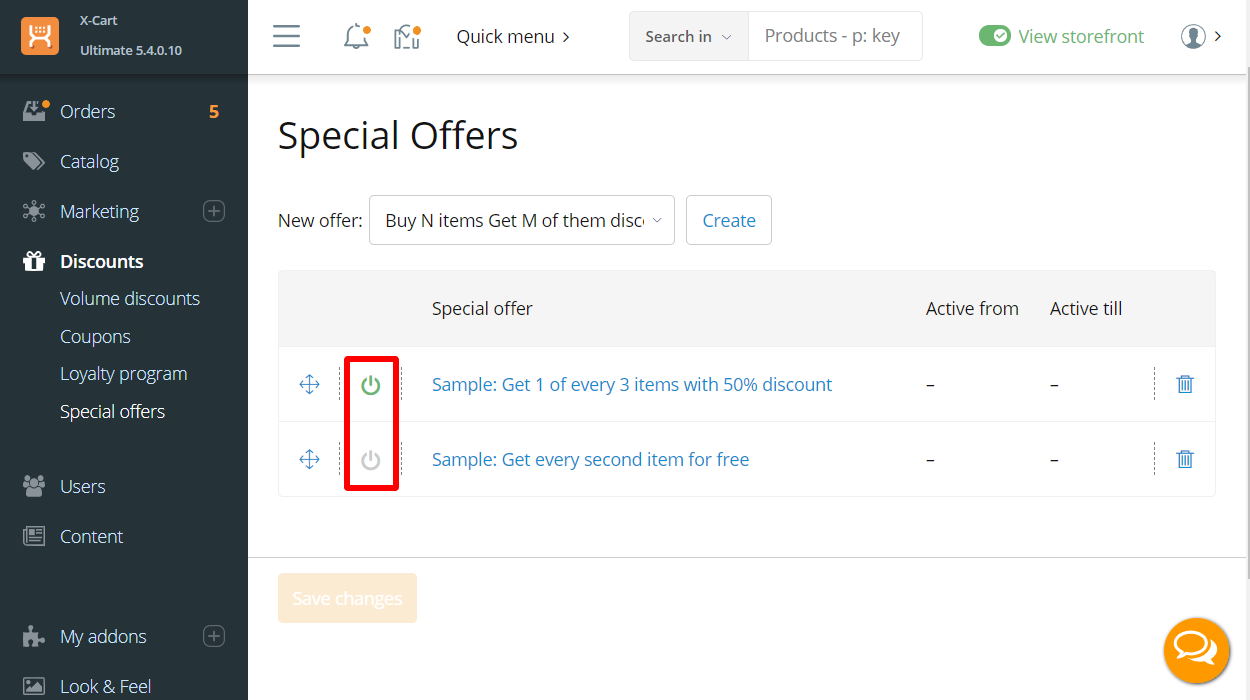 X-Cart
Ultimate 5.4.0.10
Quick menu
Search in
Products - p: key
View storefront
Orders 5
Catalog
Marketing
Discounts
Volume discounts
Coupons
Loyalty program
Special offers
Users
Content
My addons
Look & Feel
Special Offers
New offer: Buy N items Get M of them disc
Create
Special offer Active from Active till
Sample: Get 1 of every 3 items with 50% discount – –
Sample: Get every second item for free – –
Save changes